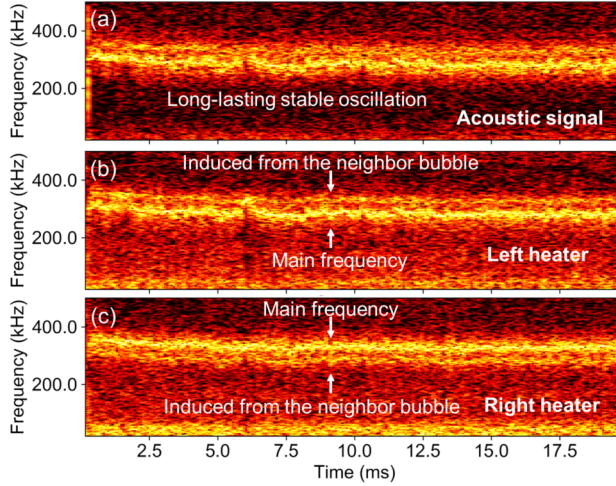 (a)
Frequency (kHz)
400.0
200.0
Long-lasting stable oscillation
Acoustic signal
(b)
Frequency (kHz)
400.0
200.0
Induced from the neighbor bubble
Main frequency
Left heater
(c)
Frequency (kHz)
400.0
200.0
Main frequency
Induced from the neighbor bubble
Right heater
2.5 5.0 7.5 10.0 12.5 15.0 17.5
Time (ms)